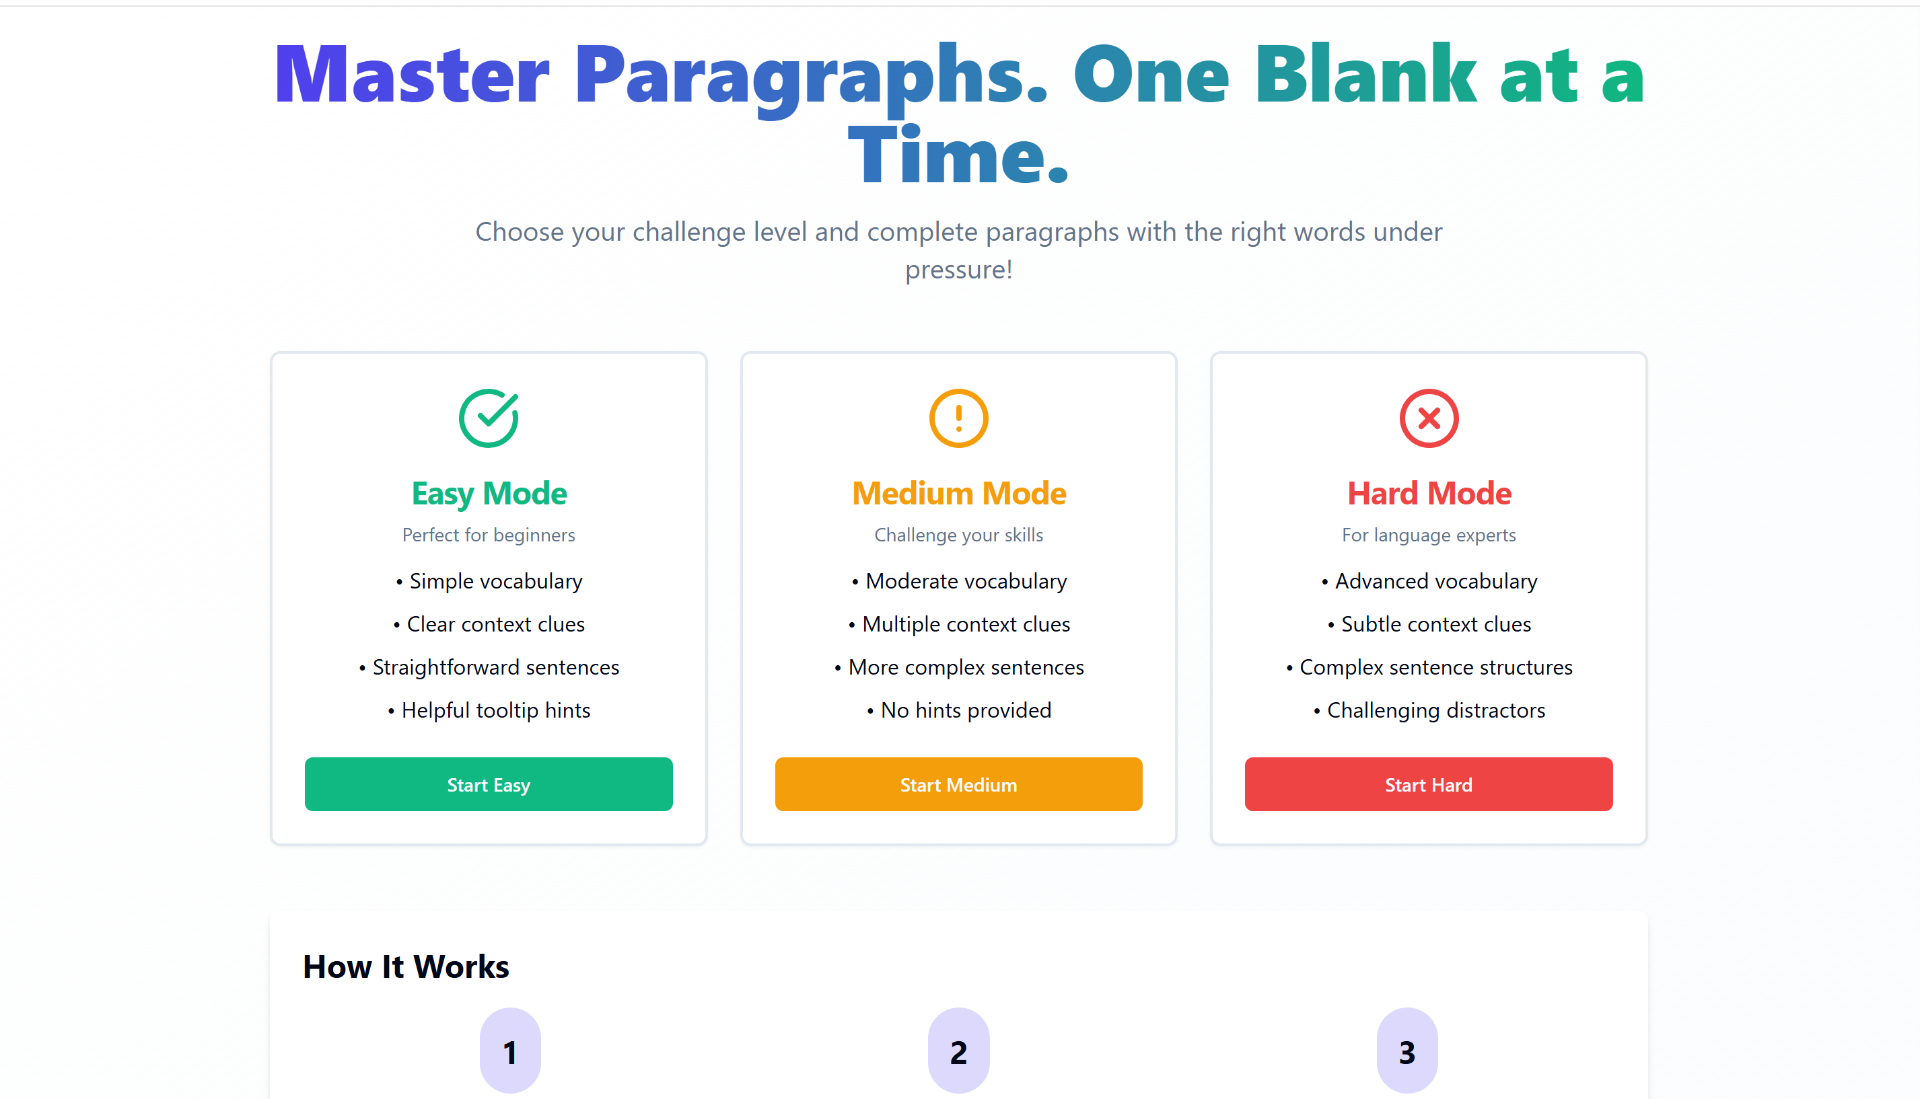 Master Paragraphs. One Blank at a
Time.
Choose your challenge level and complete paragraphs with the right words under
pressure!
Easy Mode
Perfect for beginners
• Simple vocabulary
• Clear context clues
• Straightforward sentences
• Helpful tooltip hints
Start Easy
Medium Mode
Challenge your skills
• Moderate vocabulary
• Multiple context clues
• More complex sentences
• No hints provided
Start Medium
Hard Mode
For language experts
• Advanced vocabulary
• Subtle context clues
• Complex sentence structures
• Challenging distractors
Start Hard
How It Works
1
2
3